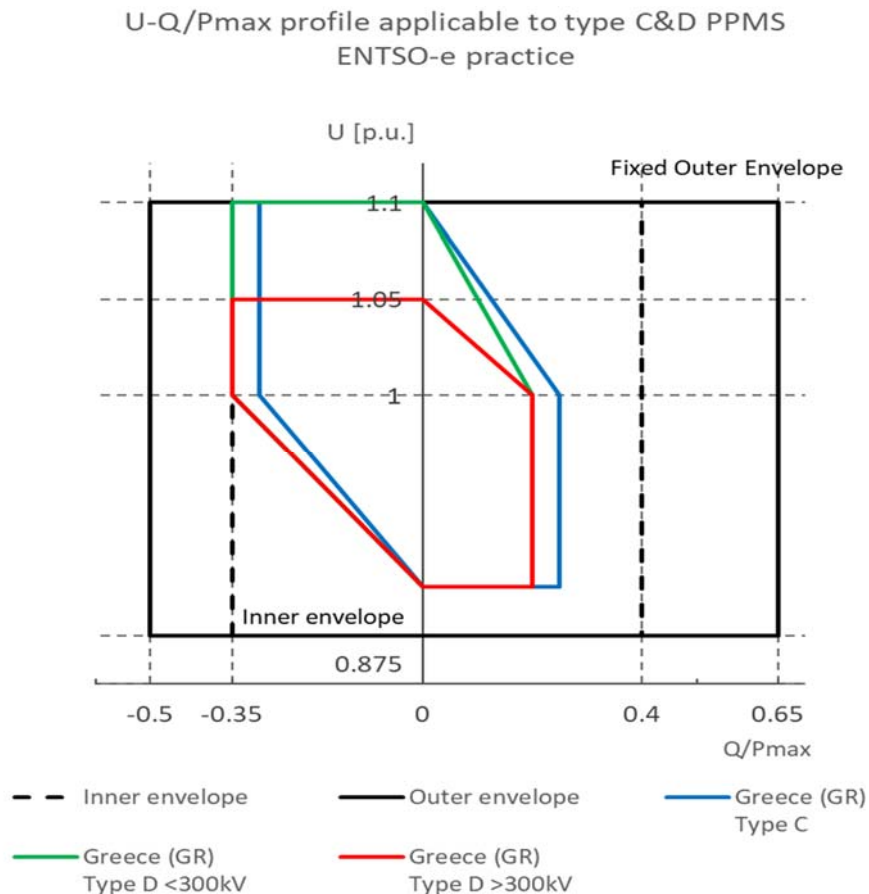 U-Q/Pmax profile applicable to type C&D PPMS
ENTSO-e practice
U [p.u.]
Fixed Outer Envelope
1.1
1.05
1
Inner envelope
0.875
-0.5 -0.35 0 0.4 0.65
Q/Pmax
Inner envelope Outer envelope Greece (GR)
Type C
Greece (GR) Greece (GR)
Type D <300kV Type D >300kV